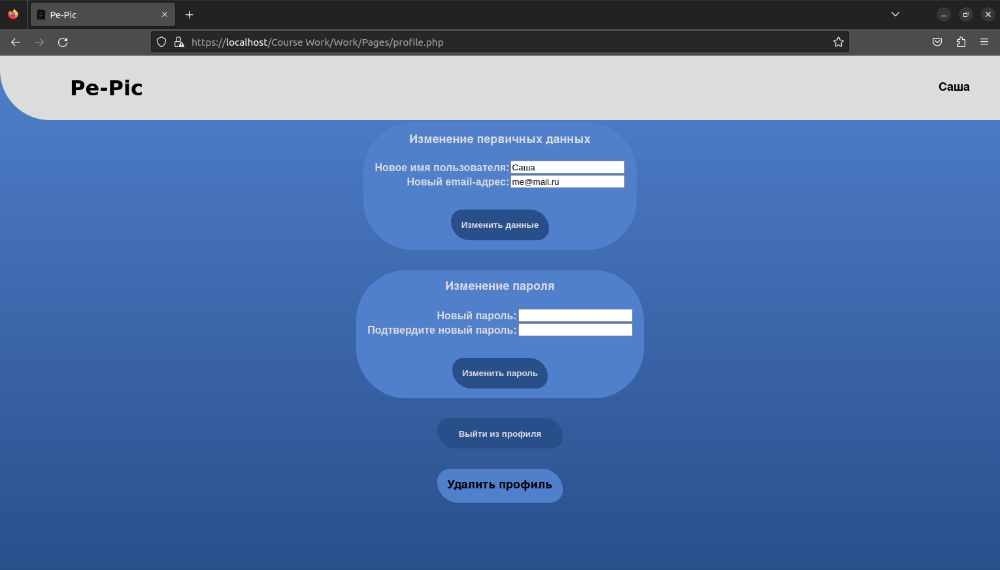 Pe-Pic
https://localhost/Course Work/Work/Pages/profile.php
Pe-Pic
Саша
Изменение первичных данных
Новое имя пользователя: Саша
Новый email-адрес: me@mail.ru
Изменить данные
Изменение пароля
Новый пароль:
Подтвердите новый пароль:
Изменить пароль
Выйти из профиля
Удалить профиль